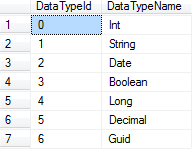 DataTypeId DataTypeName
1 0 Int
2 1 String
3 2 Date
4 3 Boolean
5 4 Long
6 5 Decimal
7 6 Guid